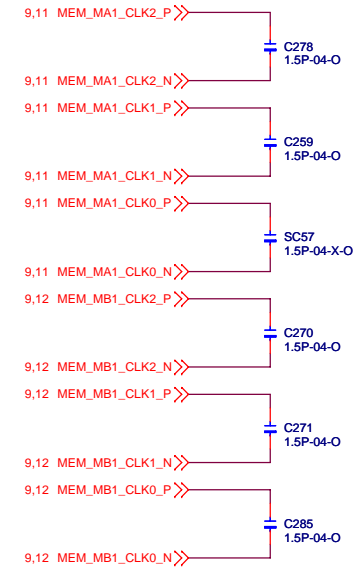 9,11 MEM_MA1_CLK2_P
C278
1.5P-04-O
9,11 MEM_MA1_CLK2_N
9,11 MEM_MA1_CLK1_P
C259
1.5P-04-O
9,11 MEM_MA1_CLK1_N
9,11 MEM_MA1_CLK0_P
SC57
1.5P-04-X-O
9,11 MEM_MA1_CLK0_N
9,12 MEM_MB1_CLK2_P
C270
1.5P-04-O
9,12 MEM_MB1_CLK2_N
9,12 MEM_MB1_CLK1_P
C271
1.5P-04-O
9,12 MEM_MB1_CLK1_N
9,12 MEM_MB1_CLK0_P
C285
1.5P-04-O
9,12 MEM_MB1_CLK0_N